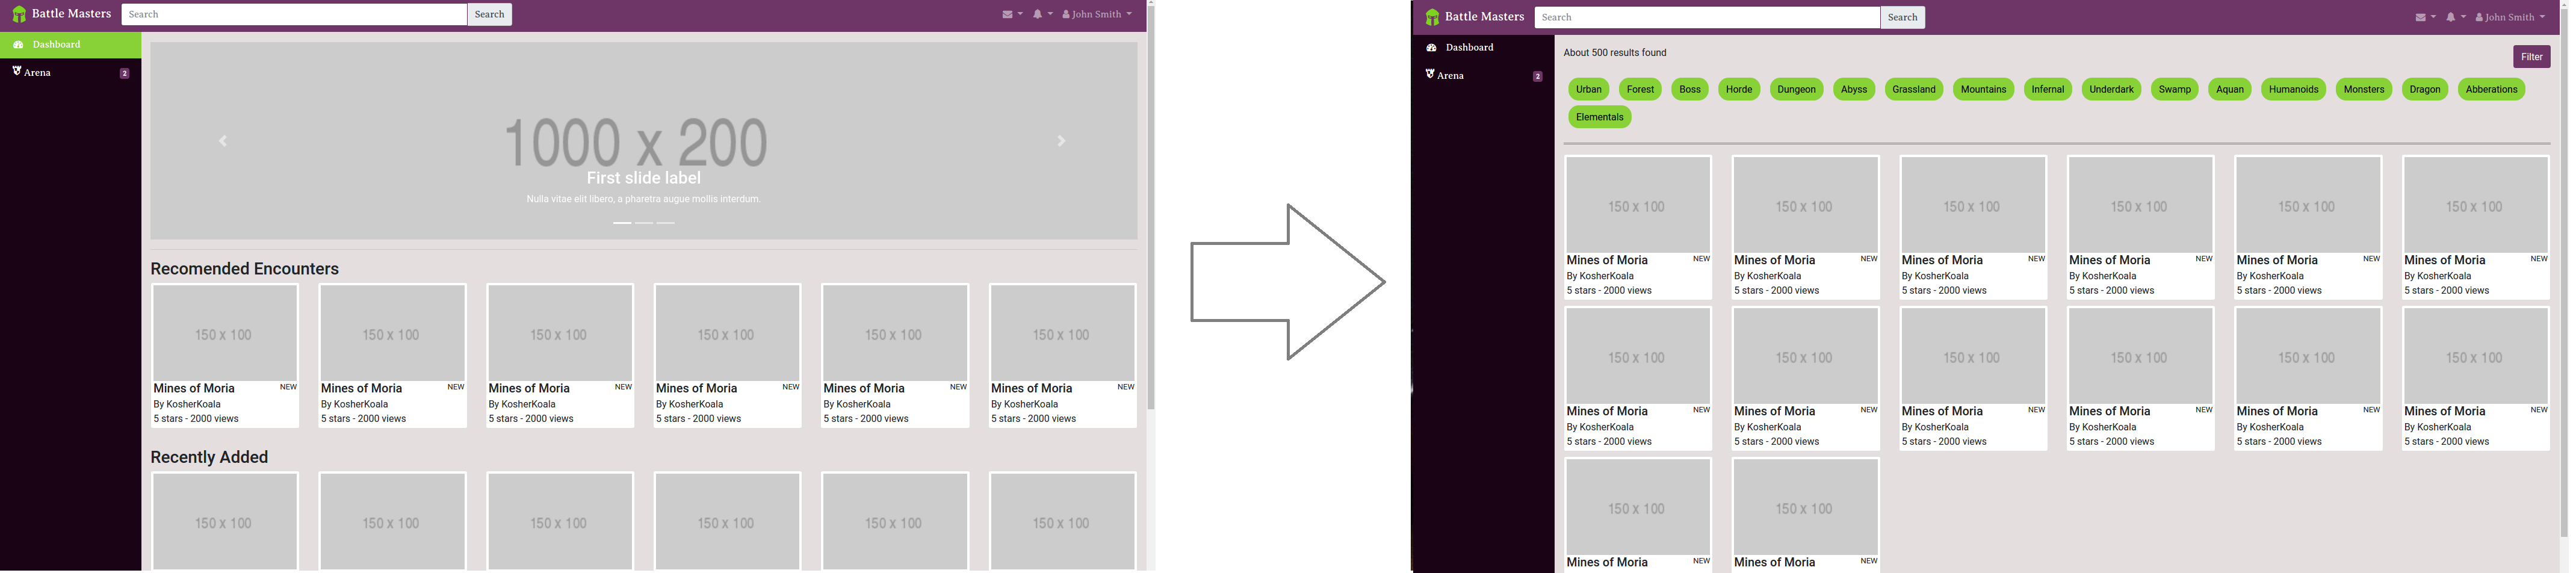 Battle Masters Search Search John Smith
Dashboard
Arena 2
1000 x 200
First slide label
Nulla vitae elit libero, a pharetra augue mollis interdum.
Recomended Encounters
150 x 100 150 x 100 150 x 100 150 x 100 150 x 100 150 x 100
Mines of Moria NEW Mines of Moria NEW Mines of Moria NEW Mines of Moria NEW Mines of Moria NEW Mines of Moria NEW
By KosherKoala By KosherKoala By KosherKoala By KosherKoala By KosherKoala By KosherKoala
5 stars - 2000 views 5 stars - 2000 views 5 stars - 2000 views 5 stars - 2000 views 5 stars - 2000 views 5 stars - 2000 views
Recently Added
150 x 100 150 x 100 150 x 100 150 x 100 150 x 100 150 x 100
Battle Masters Search Search John Smith
Dashboard
Arena 2
About 500 results found
Filter
Urban Forest Boss Horde Dungeon Abyss Grassland Mountains Infernal Underdark Swamp Aquan Humanoids Monsters Dragon Abberations
Elementals
150 x 100 150 x 100 150 x 100 150 x 100 150 x 100 150 x 100
Mines of Moria NEW Mines of Moria NEW Mines of Moria NEW Mines of Moria NEW Mines of Moria NEW Mines of Moria NEW
By KosherKoala By KosherKoala By KosherKoala By KosherKoala By KosherKoala By KosherKoala
5 stars - 2000 views 5 stars - 2000 views 5 stars - 2000 views 5 stars - 2000 views 5 stars - 2000 views 5 stars - 2000 views
150 x 100 150 x 100 150 x 100 150 x 100 150 x 100 150 x 100
Mines of Moria NEW Mines of Moria NEW Mines of Moria NEW Mines of Moria NEW Mines of Moria NEW Mines of Moria NEW
By KosherKoala By KosherKoala By KosherKoala By KosherKoala By KosherKoala By KosherKoala
5 stars - 2000 views 5 stars - 2000 views 5 stars - 2000 views 5 stars - 2000 views 5 stars - 2000 views 5 stars - 2000 views
150 x 100 150 x 100
Mines of Moria NEW Mines of Moria NEW